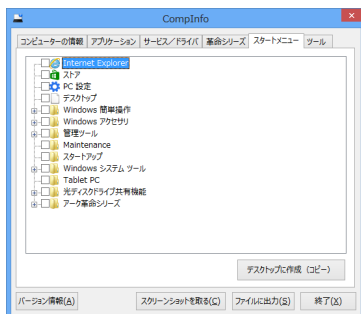 CompInfo
コンピューターの情報 アプリケーション サービス/ドライバ 革命シリーズ スタートメニュー ツール
Internet Explorer
ストア
PC 設定
デスクトップ
Windows 簡単操作
Windows アクセサリ
管理ツール
Maintenance
スタートアップ
Windows システム ツール
Tablet PC
光ディスクドライブ共有機能
アーク革命シリーズ
デスクトップに作成 (コピー)
バージョン情報(A) スクリーンショットを取る(C) ファイルに出力(S) 終了(X)